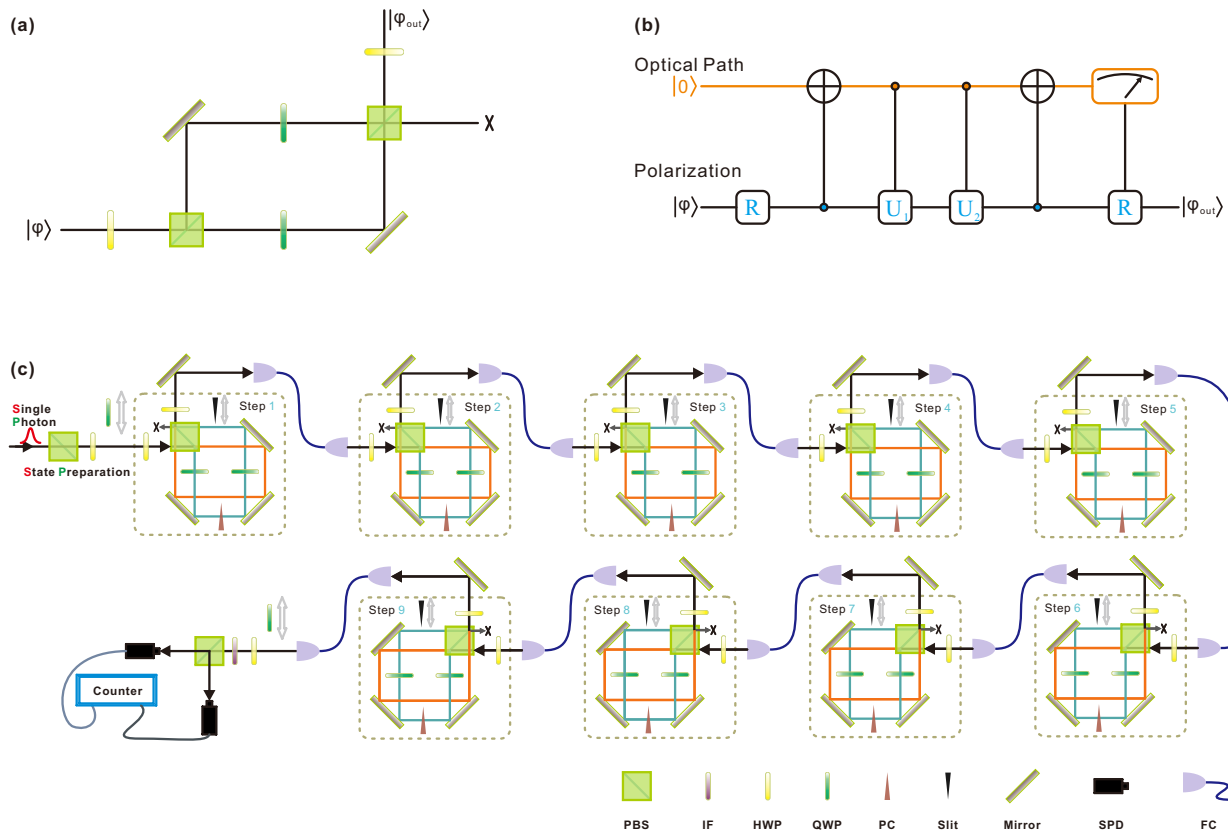 (a)
|φout⟩
X
|φ⟩
(b)
Optical Path
|0⟩
Polarization
|φ⟩
R
U1
U2
R
|φout⟩
(c)
Single
Photon
State Preparation
X
Step 1
X
Step 2
X
Step 3
X
Step 4
X
Step 5
Step 9
X
Step 8
X
Step 7
X
Step 6
X
Counter
PBS
IF
HWP
QWP
PC
Slit
Mirror
SPD
FC